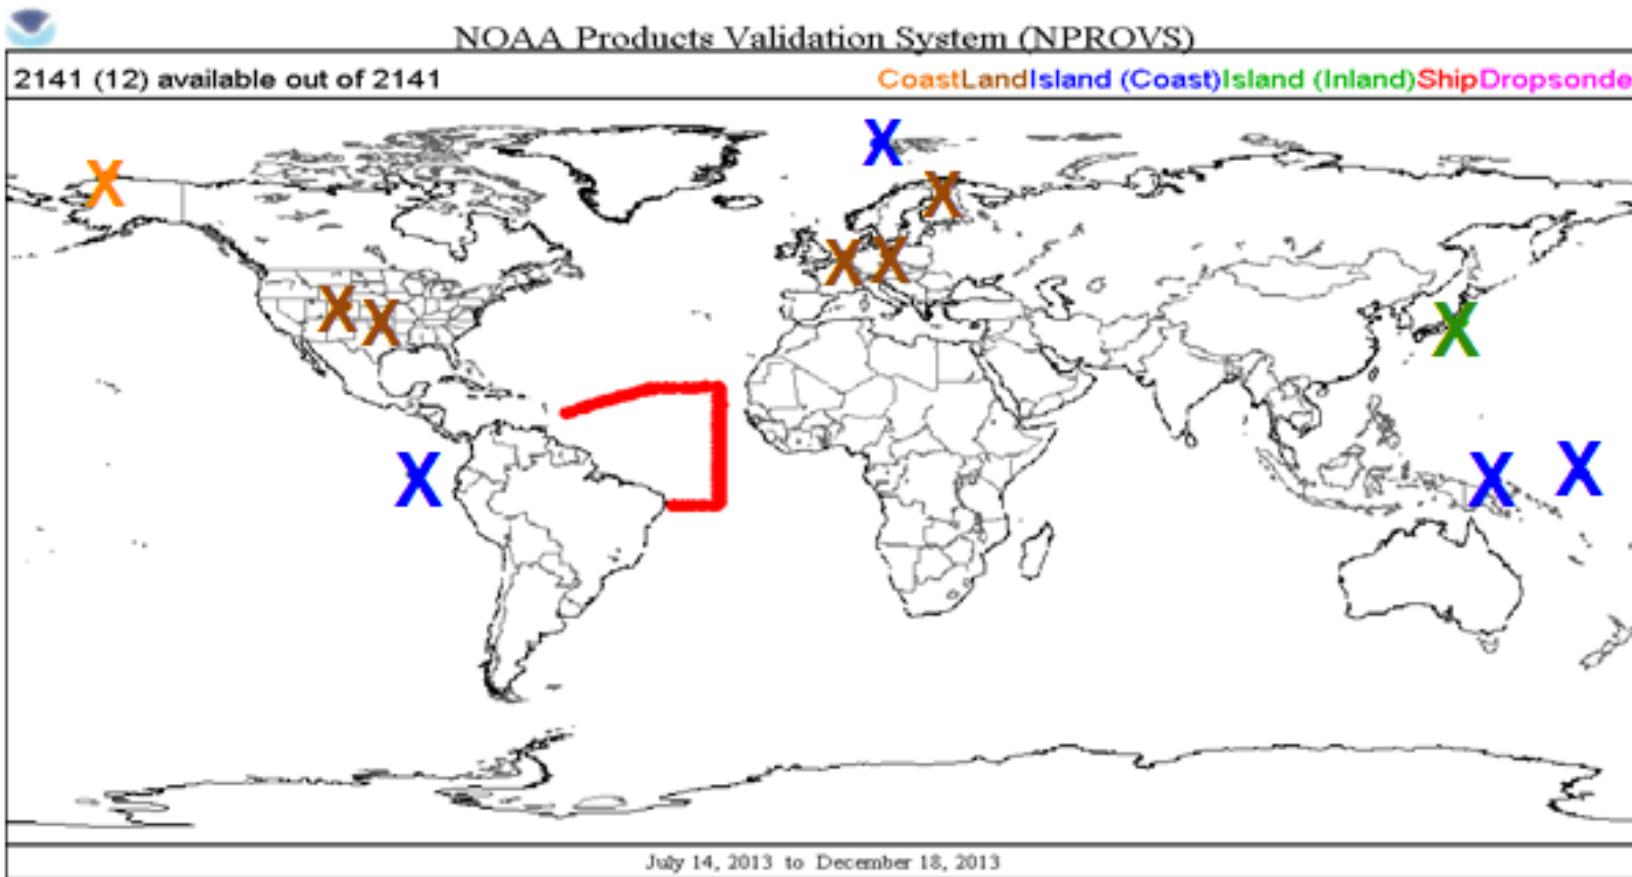 NOAA Products Validation System (NPROVS)
2141 (12) available out of 2141 CoastLandIsland (Coast)Island (Inland)ShipDropsonde
X
X
X
X
X
X
X
X
X
X
X
July 14, 2013 to December 18, 2013